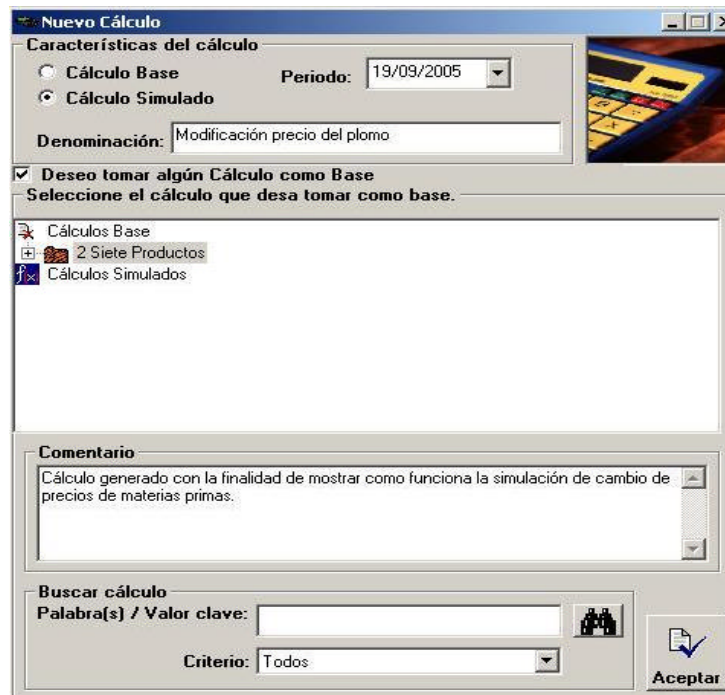 Nuevo Cálculo
Características del cálculo
Cálculo Base
Periodo: 19/09/2005
Cálculo Simulado
Denominación: Modificación precio del plomo
Deseo tomar algún Cálculo como Base
Seleccione el cálculo que desa tomar como base.
Cálculos Base
2 Siete Productos
Cálculos Simulados
Comentario
Cálculo generado con la finalidad de mostrar como funciona la simulación de cambio de
precios de materias primas.
Buscar cálculo
Palabra(s) / Valor clave:
Criterio: Todos
Aceptar